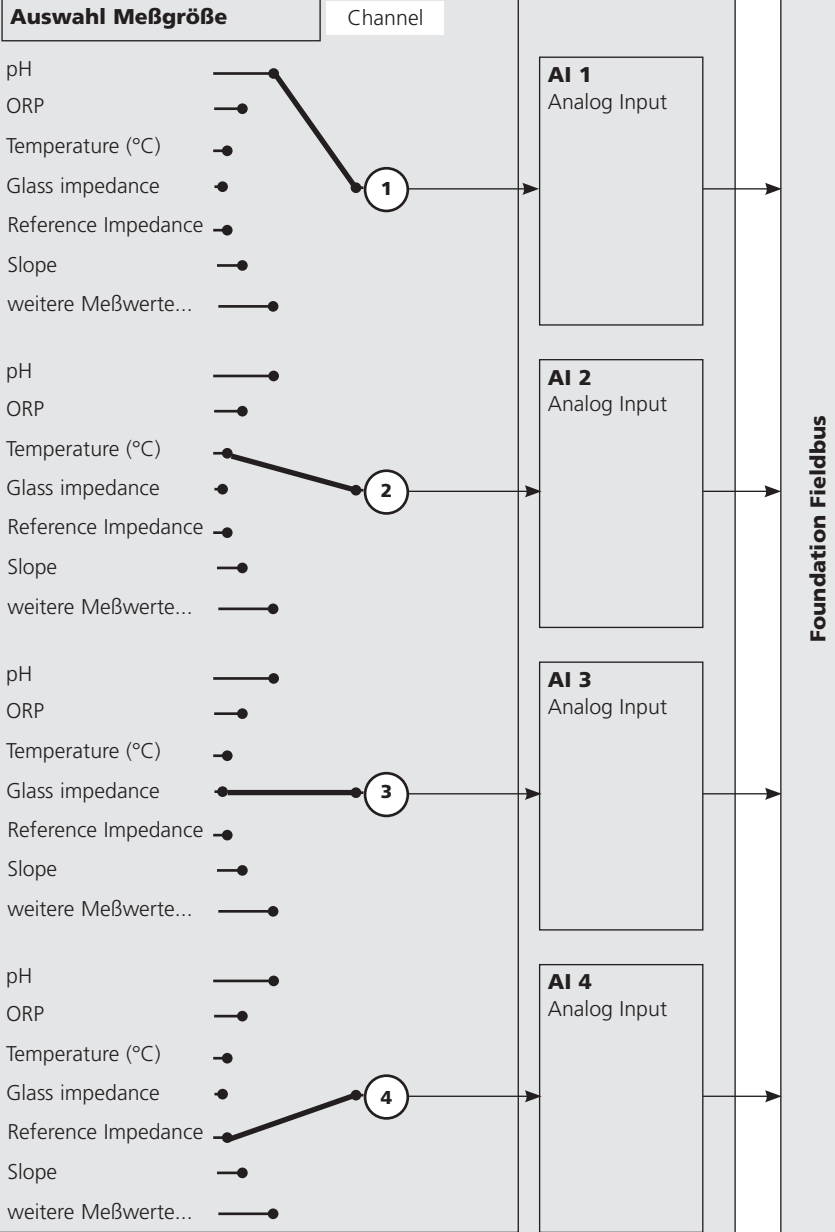 Auswahl Meßgröße
Channel
pH
ORP
Temperature (°C)
Glass impedance
Reference Impedance
Slope
weitere Meßwerte...
1
AI 1
Analog Input
pH
ORP
Temperature (°C)
Glass impedance
Reference Impedance
Slope
weitere Meßwerte...
2
AI 2
Analog Input
pH
ORP
Temperature (°C)
Glass impedance
Reference Impedance
Slope
weitere Meßwerte...
3
AI 3
Analog Input
pH
ORP
Temperature (°C)
Glass impedance
Reference Impedance
Slope
weitere Meßwerte...
4
AI 4
Analog Input
Foundation Fieldbus